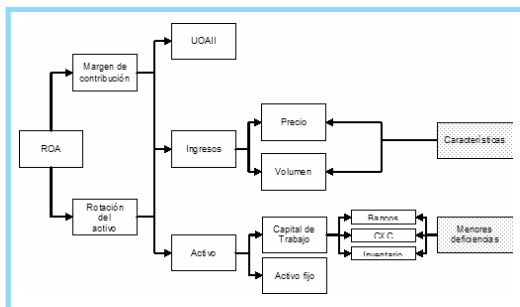 UOAII
Margen de
contribución
ROA
Ingresos
Precio
Volumen
Características
Rotación
del
activo
Activo
Capital de
Trabajo
Activo fijo
Bancos
CXC
Inventario
Menores
deficiencias